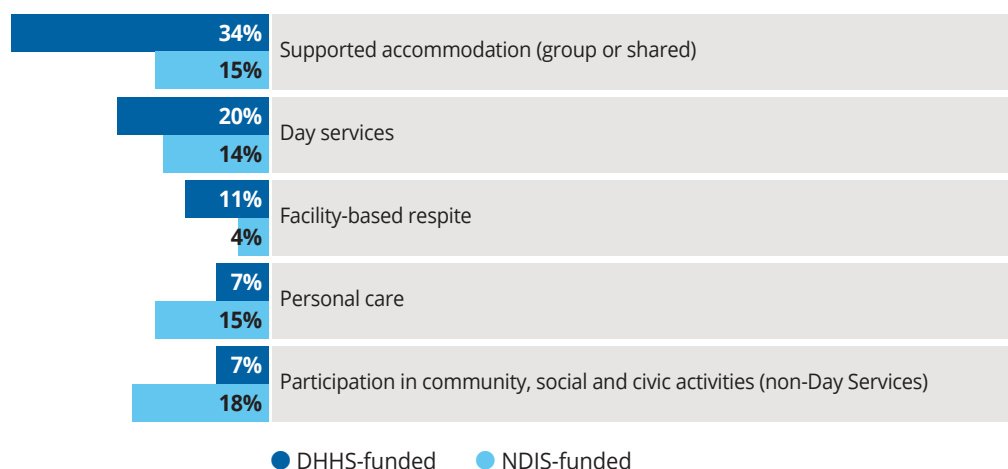 34%
Supported accommodation (group or shared)
15%
20%
Day services
14%
11%
Facility-based respite
4%
7%
Personal care
15%
7%
Participation in community, social and civic activities (non-Day Services)
18%
DHHS-funded NDIS-funded